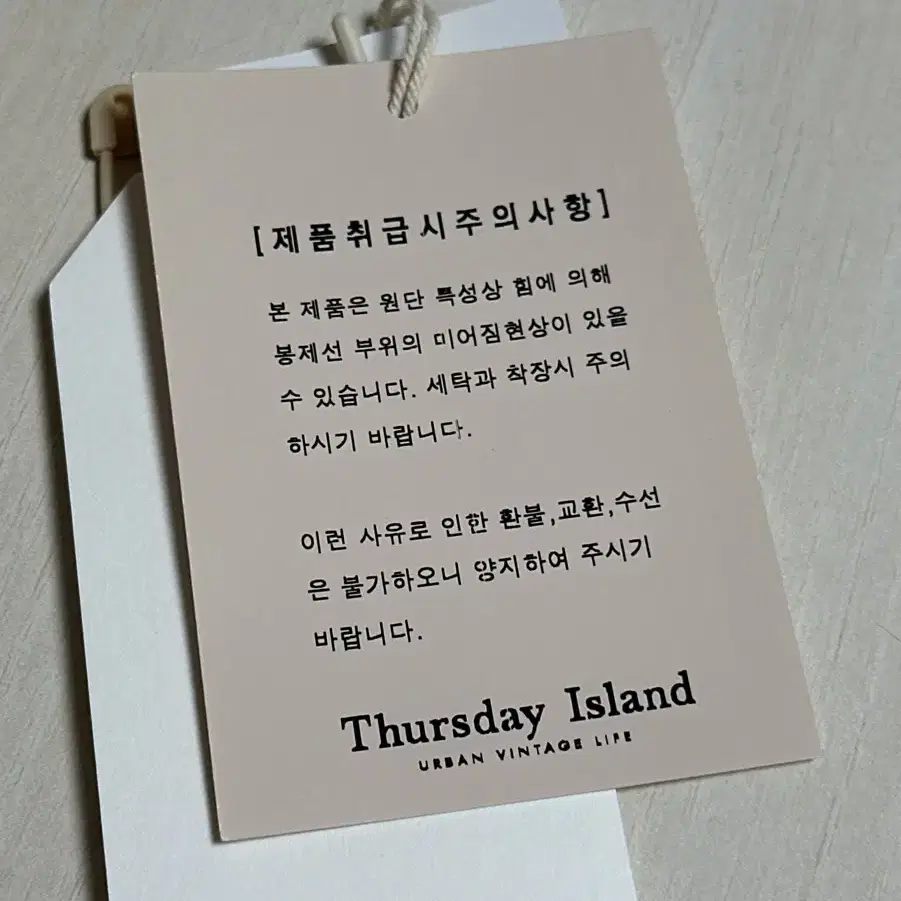 [제품취급시주의사항]
본 제품은 원단 특성상 힘에 의해
봉제선 부위의 미어짐현상이 있을
수 있습니다. 세탁과 착장시 주의
하시기 바랍니다.
이런 사유로 인한 환불,교환,수선
은 불가하오니 양지하여 주시기
바랍니다.
Thursday Island
URBAN VINTAGE LIFE